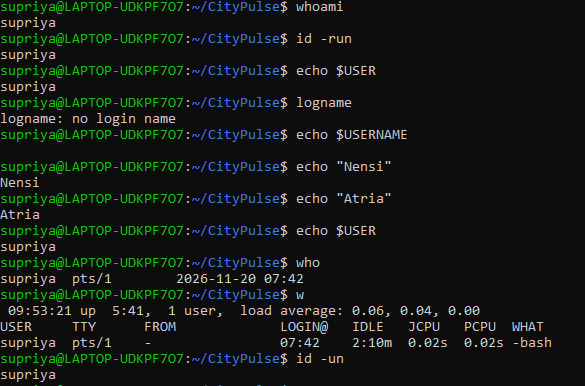 supriya@LAPTOP-UDKPF7O7:~/CityPulse$ whoami
supriya
supriya@LAPTOP-UDKPF7O7:~/CityPulse$ id -run
supriya
supriya@LAPTOP-UDKPF7O7:~/CityPulse$ echo $USER
supriya
supriya@LAPTOP-UDKPF7O7:~/CityPulse$ logname
logname: no login name
supriya@LAPTOP-UDKPF7O7:~/CityPulse$ echo $USERNAME

supriya@LAPTOP-UDKPF7O7:~/CityPulse$ echo "Nensi"
Nensi
supriya@LAPTOP-UDKPF7O7:~/CityPulse$ echo "Atria"
Atria
supriya@LAPTOP-UDKPF7O7:~/CityPulse$ echo $USER
supriya
supriya@LAPTOP-UDKPF7O7:~/CityPulse$ who
supriya  pts/1        2026-11-20 07:42
supriya@LAPTOP-UDKPF7O7:~/CityPulse$ w
 09:53:21 up  5:41,  1 user,  load average: 0.06, 0.04, 0.00
USER     TTY      FROM             LOGIN@   IDLE   JCPU   PCPU  WHAT
supriya  pts/1    -                07:42    2:10m  0.02s  0.02s -bash
supriya@LAPTOP-UDKPF7O7:~/CityPulse$ id -un
supriya